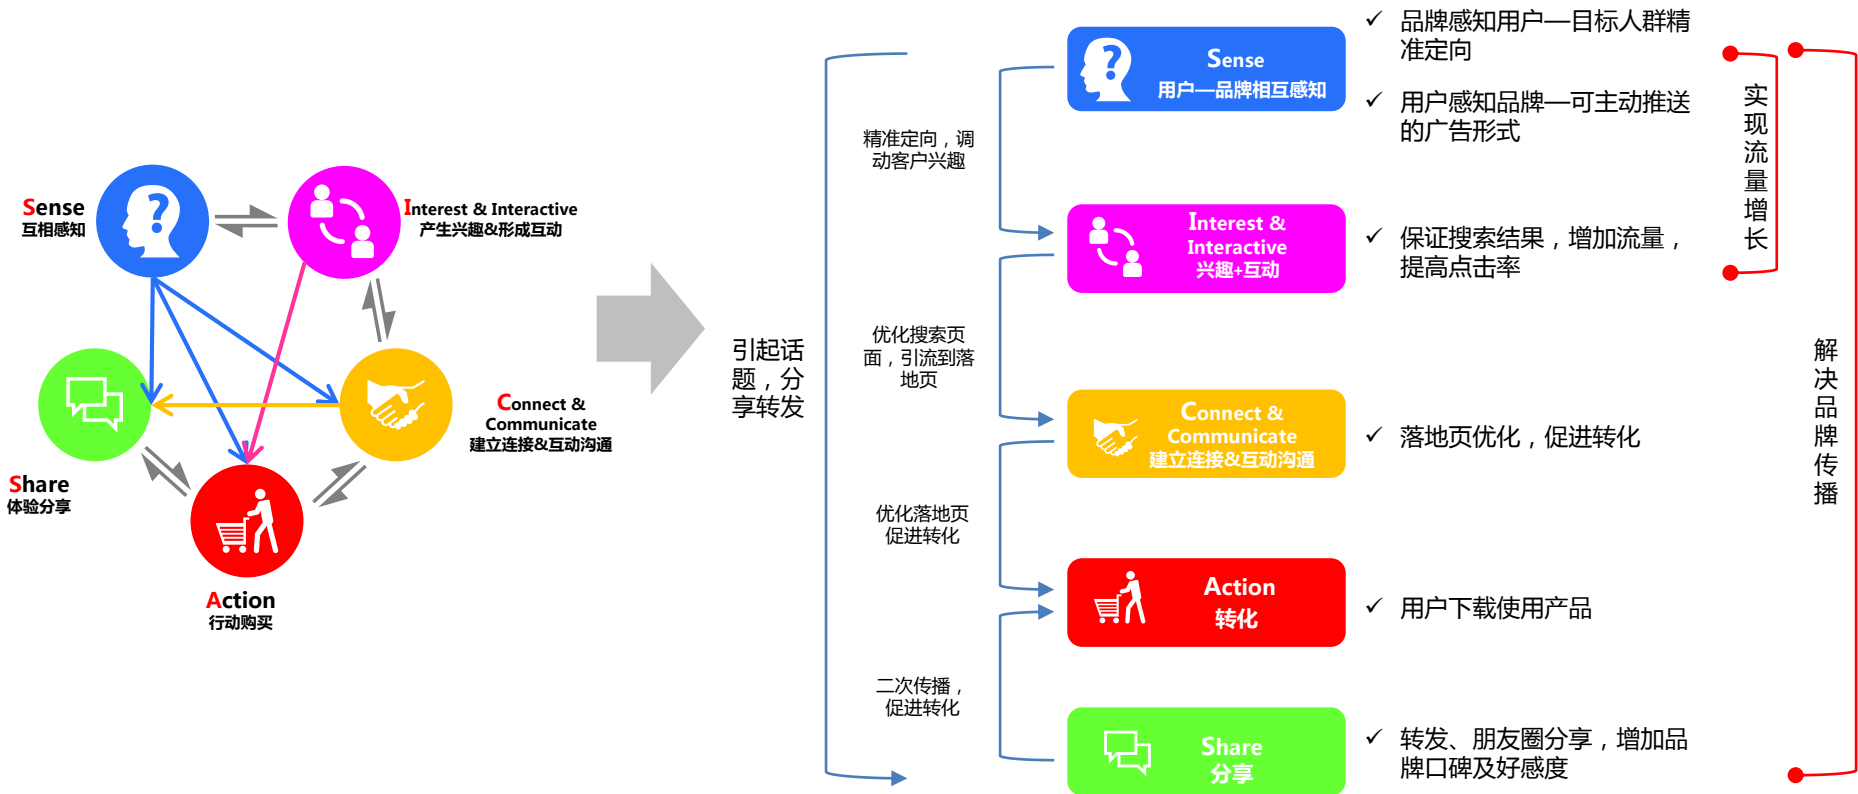 Sense
互相感知
Interest & Interactive
产生兴趣&形成互动
Connect &
Communicate
建立连接&互动沟通
Share
体验分享
Action
行动购买
引起话
题，分
享转发
精准定向，调
动客户兴趣
优化搜索页
面，引流到落
地页
优化落地页
促进转化
二次传播，
促进转化
Sense
用户—品牌相互感知
Interest &
Interactive
兴趣+互动
Connect &
Communicate
建立连接&互动沟通
Action
转化
Share
分享
✓ 品牌感知用户—目标人群精
准定向
✓ 用户感知品牌—可主动推送
的广告形式
✓ 保证搜索结果，增加流量，
提高点击率
✓ 落地页优化，促进转化
✓ 用户下载使用产品
✓ 转发、朋友圈分享，增加品
牌口碑及好感度
实现流量增长
解决品牌传播